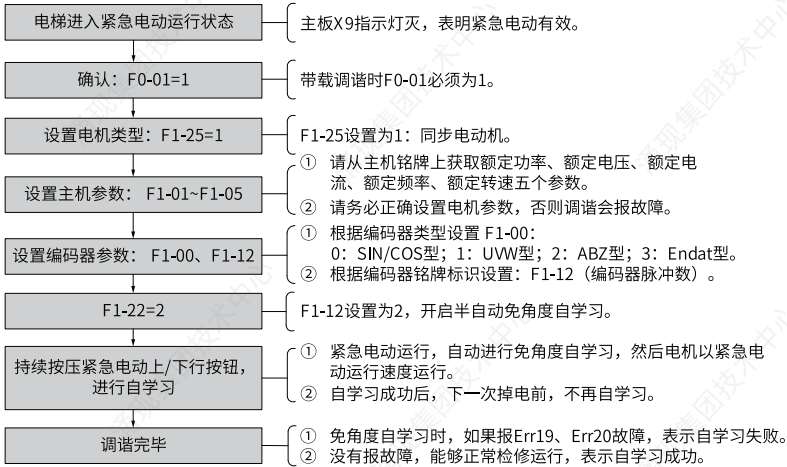 电梯进入紧急电动运行状态
主板X9指示灯灭，表明紧急电动有效。
确认：F0-01=1
带载调谐时F0-01必须为1。
设置电机类型：F1-25=1
F1-25设置为1：同步电动机。
设置主机参数： F1-01~F1-05
① 请从主机铭牌上获取额定功率、额定电压、额定电
流、额定频率、额定转速五个参数。
② 请务必正确设置电机参数，否则调谐会报故障。
设置编码器参数： F1-00、F1-12
① 根据编码器类型设置 F1-00：
0：SIN/COS型；1：UVW型；2：ABZ型；3：Endat型。
② 根据编码器铭牌标识设置：F1-12（编码器脉冲数）。
F1-22=2
F1-12设置为2，开启半自动免角度自学习。
持续按压紧急电动上/下行按钮，
进行自学习
① 紧急电动运行，自动进行免角度自学习，然后电机以紧急电
动运行速度运行。
② 自学习成功后，下一次掉电前，不再自学习。
调谐完毕
① 免角度自学习时，如果报Err19、Err20故障，表示自学习失败。
② 没有报故障，能够正常检修运行，表示自学习成功。